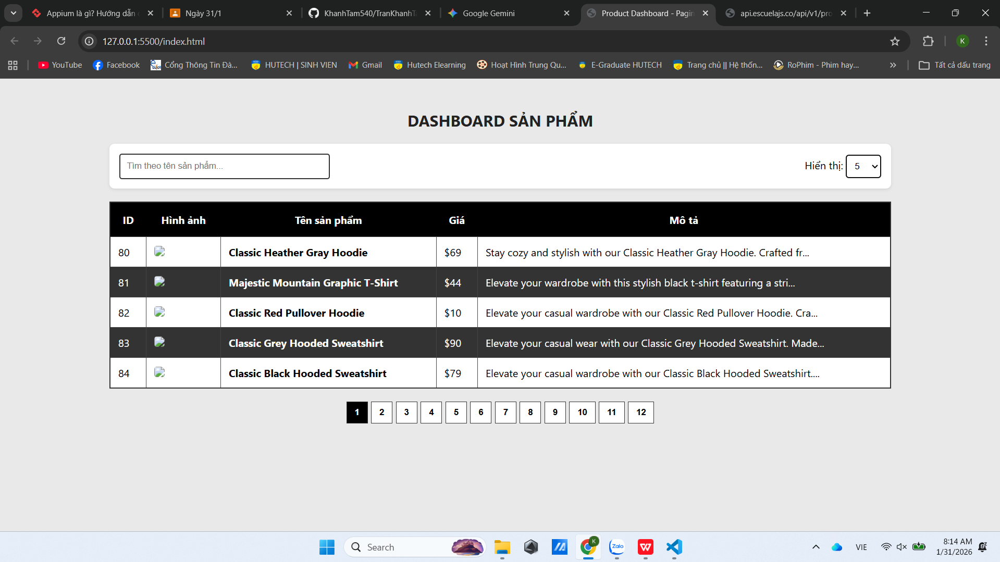 Appium là gì? Hướng dẫn
Ngày 31/1
KhanhTam540/TranKhanhTa
Google Gemini
Product Dashboard - Pagin
api.escuelajs.co/api/v1/pro
127.0.0.1:5500/index.html
K
YouTube
Facebook
Cổng Thông Tin Đà...
HUTECH | SINH VIEN
Gmail
Hutech Elearning
Hoạt Hình Trung Qu...
E-Graduate HUTECH
Trang chủ || Hệ thốn...
RoPhim - Phim hay...
Tất cả dấu trang
DASHBOARD SẢN PHẨM
Tìm theo tên sản phẩm...
Hiển thị: 5
ID Hình ảnh Tên sản phẩm Giá Mô tả
80 Classic Heather Gray Hoodie $69 Stay cozy and stylish with our Classic Heather Gray Hoodie. Crafted fr...
81 Majestic Mountain Graphic T-Shirt $44 Elevate your wardrobe with this stylish black t-shirt featuring a stri...
82 Classic Red Pullover Hoodie $10 Elevate your casual wardrobe with our Classic Red Pullover Hoodie. Cra...
83 Classic Grey Hooded Sweatshirt $90 Elevate your casual wear with our Classic Grey Hooded Sweatshirt. Made...
84 Classic Black Hooded Sweatshirt $79 Elevate your casual wardrobe with our Classic Black Hooded Sweatshirt....
1 2 3 4 5 6 7 8 9 10 11 12
Search
K
Zalo
VIE
8:14 AM
1/31/2026